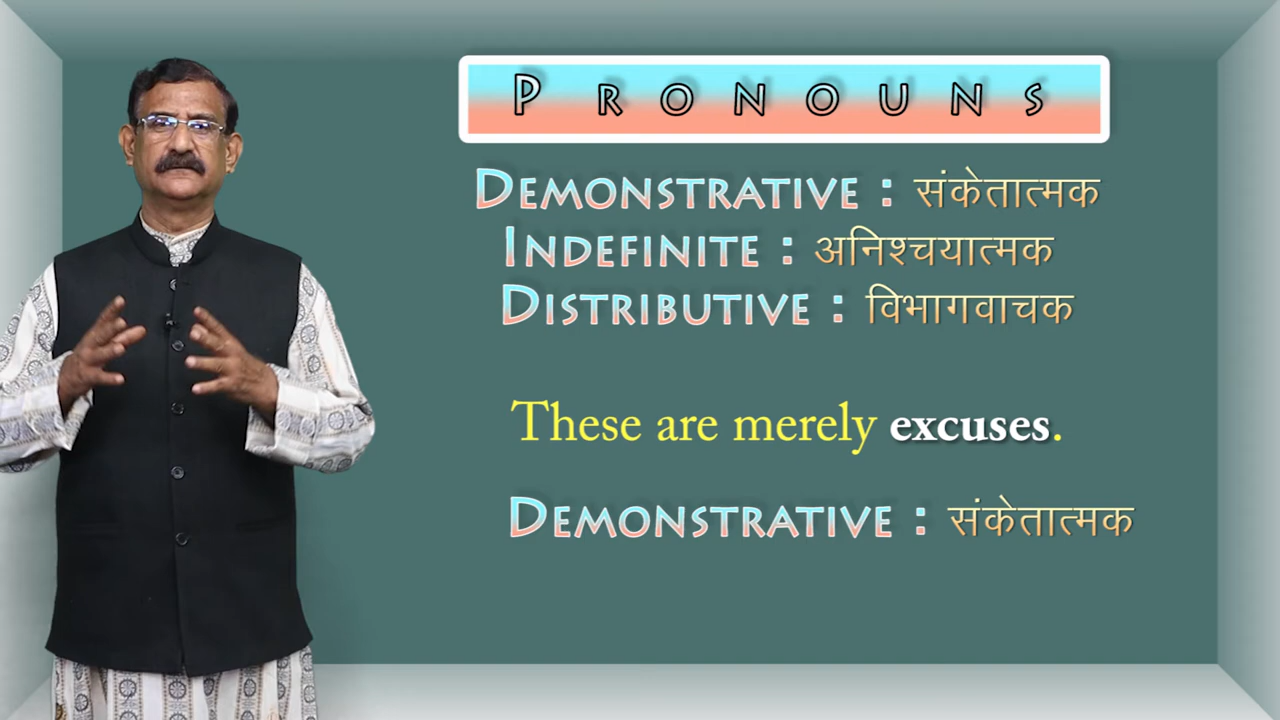 PRONOUNS
DEMONSTRATIVE : संकेतात्मक
INDEFINITE : अनिश्चयात्मक
DISTRIBUTIVE : विभागवाचक
These are merely excuses.
DEMONSTRATIVE : संकेतात्मक